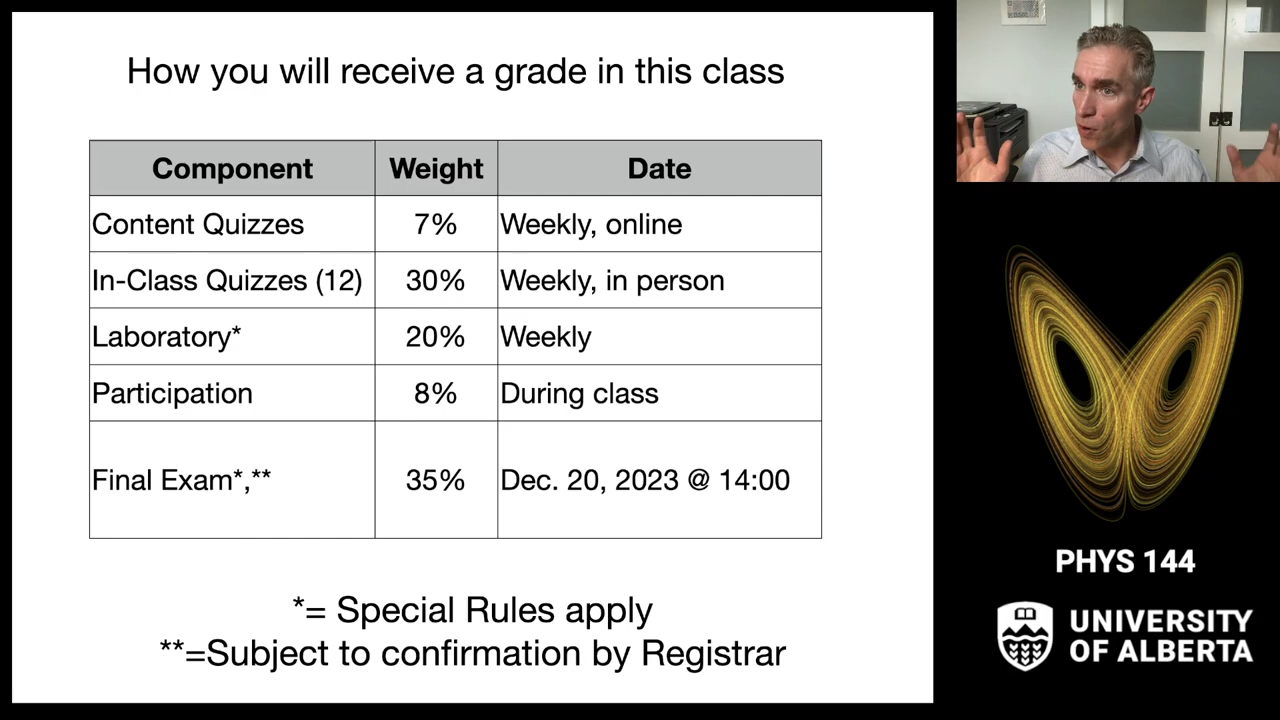 How you will receive a grade in this class
Component Weight Date
Content Quizzes 7% Weekly, online
In-Class Quizzes (12) 30% Weekly, in person
Laboratory* 20% Weekly
Participation 8% During class
Final Exam*,** 35% Dec. 20, 2023 @ 14:00
*= Special Rules apply
**=Subject to confirmation by Registrar
PHYS 144
UNIVERSITY
OF ALBERTA